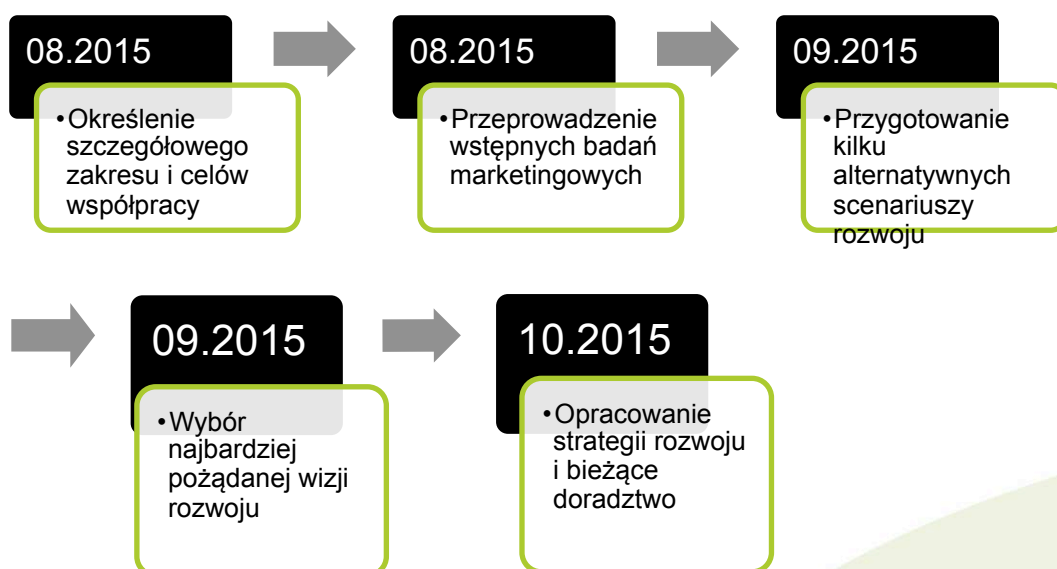 08.2015
•Określenie
szczegółowego
zakresu i celów
współpracy
08.2015
•Przeprowadzenie
wstępnych badań
marketingowych
09.2015
•Przygotowanie
kilku
alternatywnych
scenariuszy
rozwoju
09.2015
•Wybór
najbardziej
pożądanej wizji
rozwoju
10.2015
•Opracowanie
strategii rozwoju
i bieżące
doradztwo